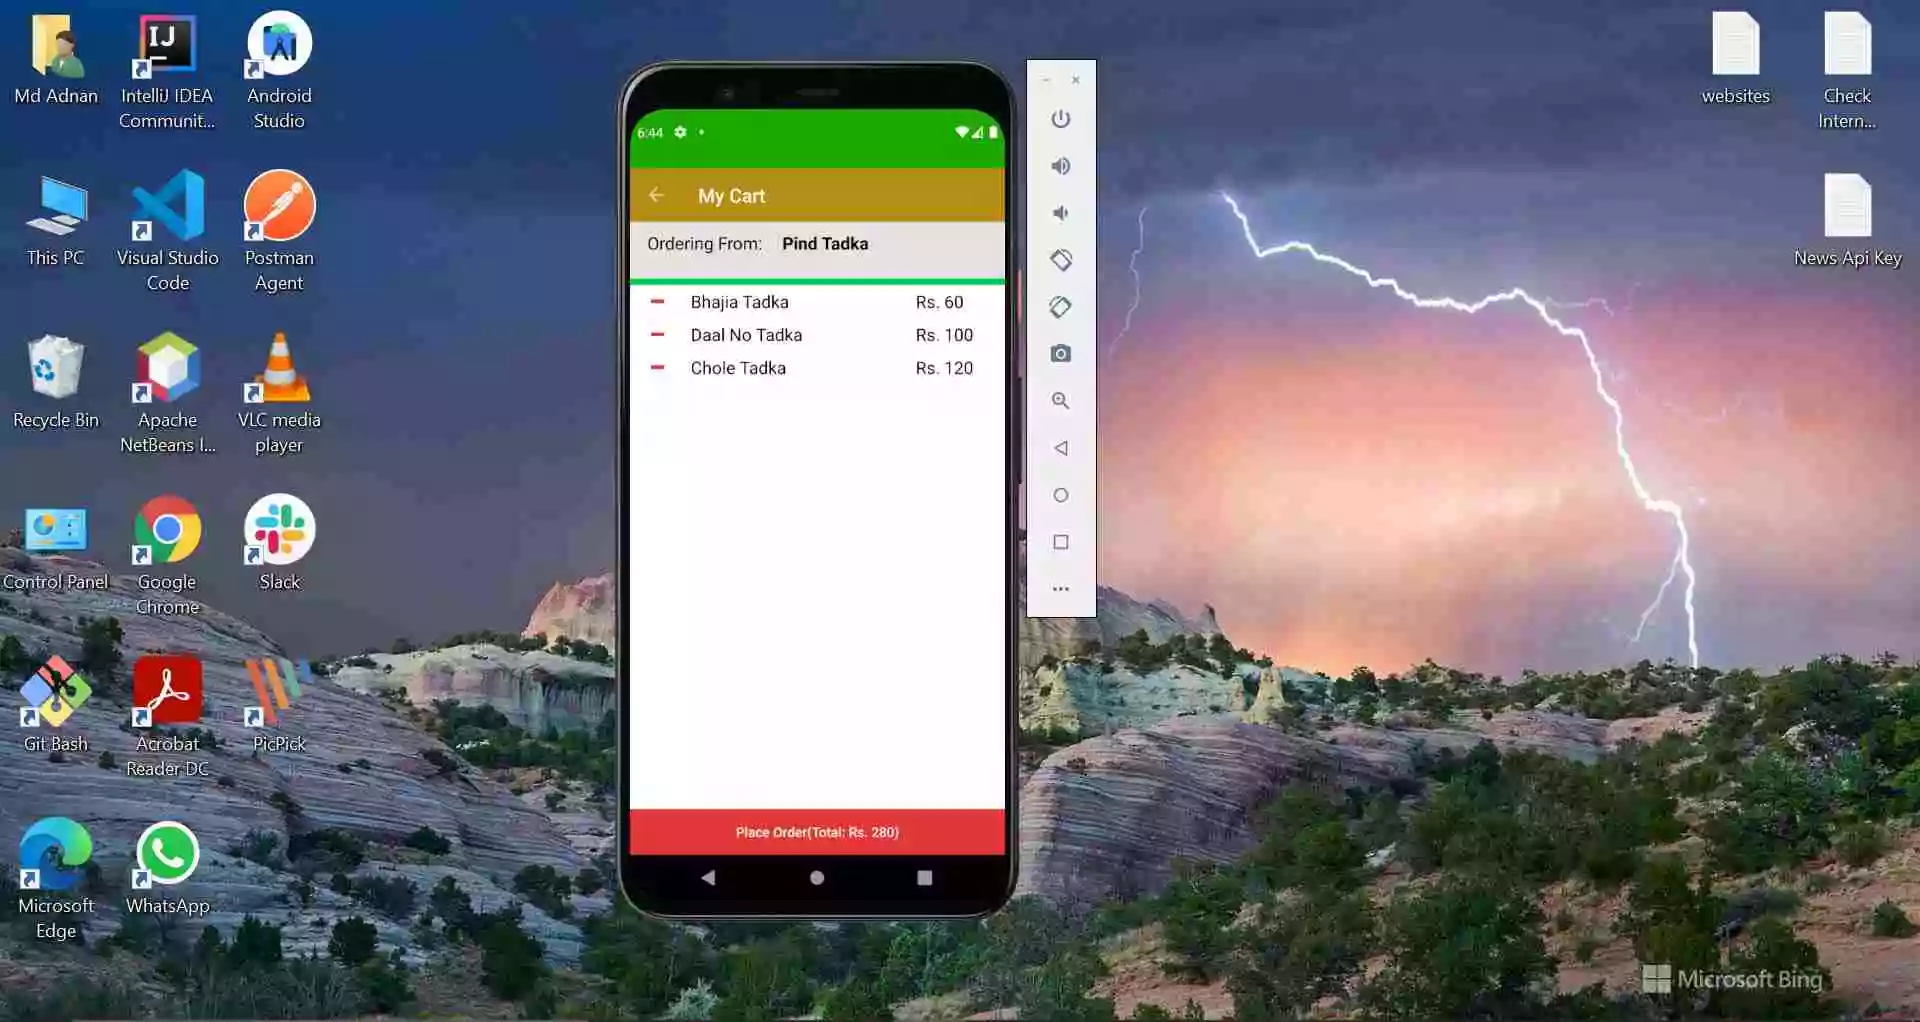 Md Adnan
IntelliJ IDEA
Communit...
Android
Studio
This PC
Visual Studio
Code
Postman
Agent
Recycle Bin
Apache
NetBeans I...
VLC media
player
Control Panel
Google
Chrome
Slack
Git Bash
Acrobat
Reader DC
PicPick
Microsoft
Edge
WhatsApp
IJ
6:44
My Cart
Ordering From: Pind Tadka
Bhajia Tadka Rs. 60
Daal No Tadka Rs. 100
Chole Tadka Rs. 120
Place Order(Total: Rs. 280)
websites
Check
Intern...
News Api Key
Microsoft Bing